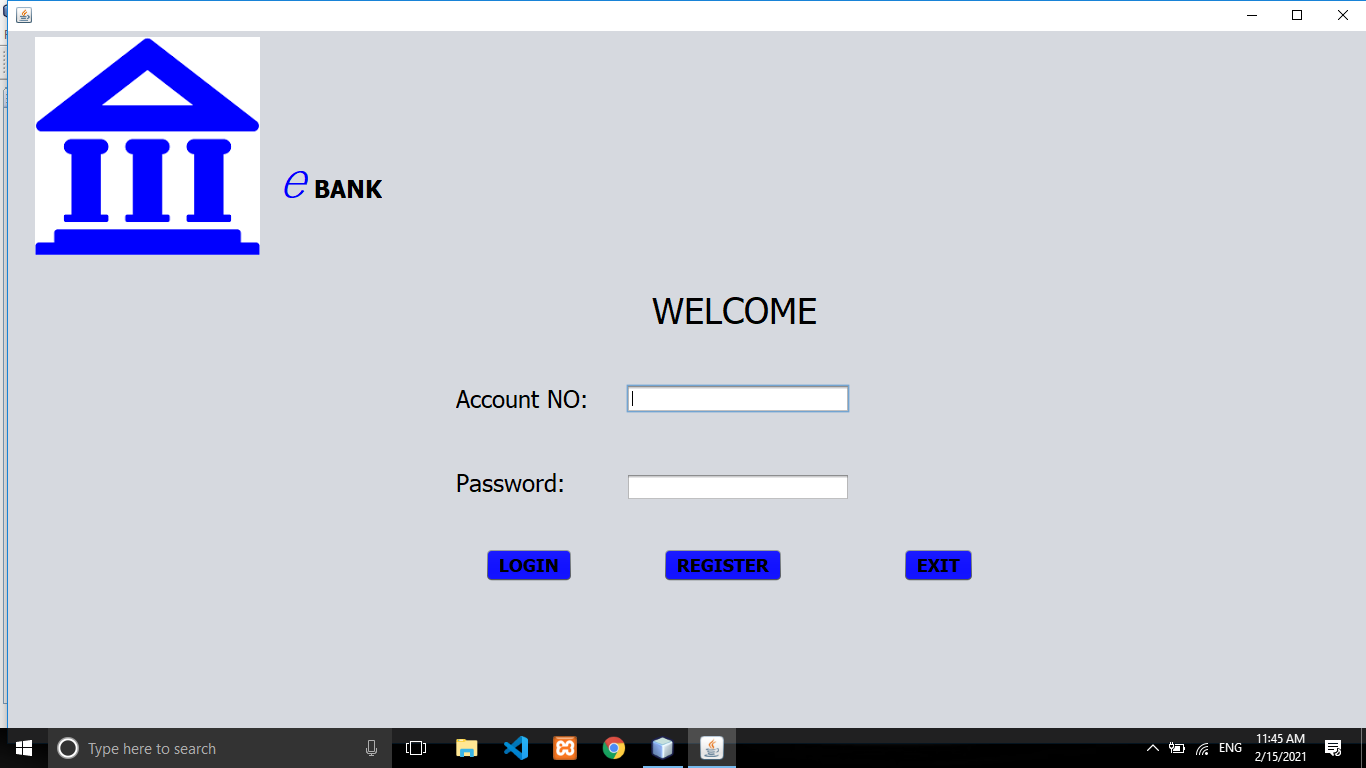 e BANK
WELCOME
Account NO:
Password:
LOGIN REGISTER EXIT
Type here to search
ENG
11:45 AM
2/15/2021